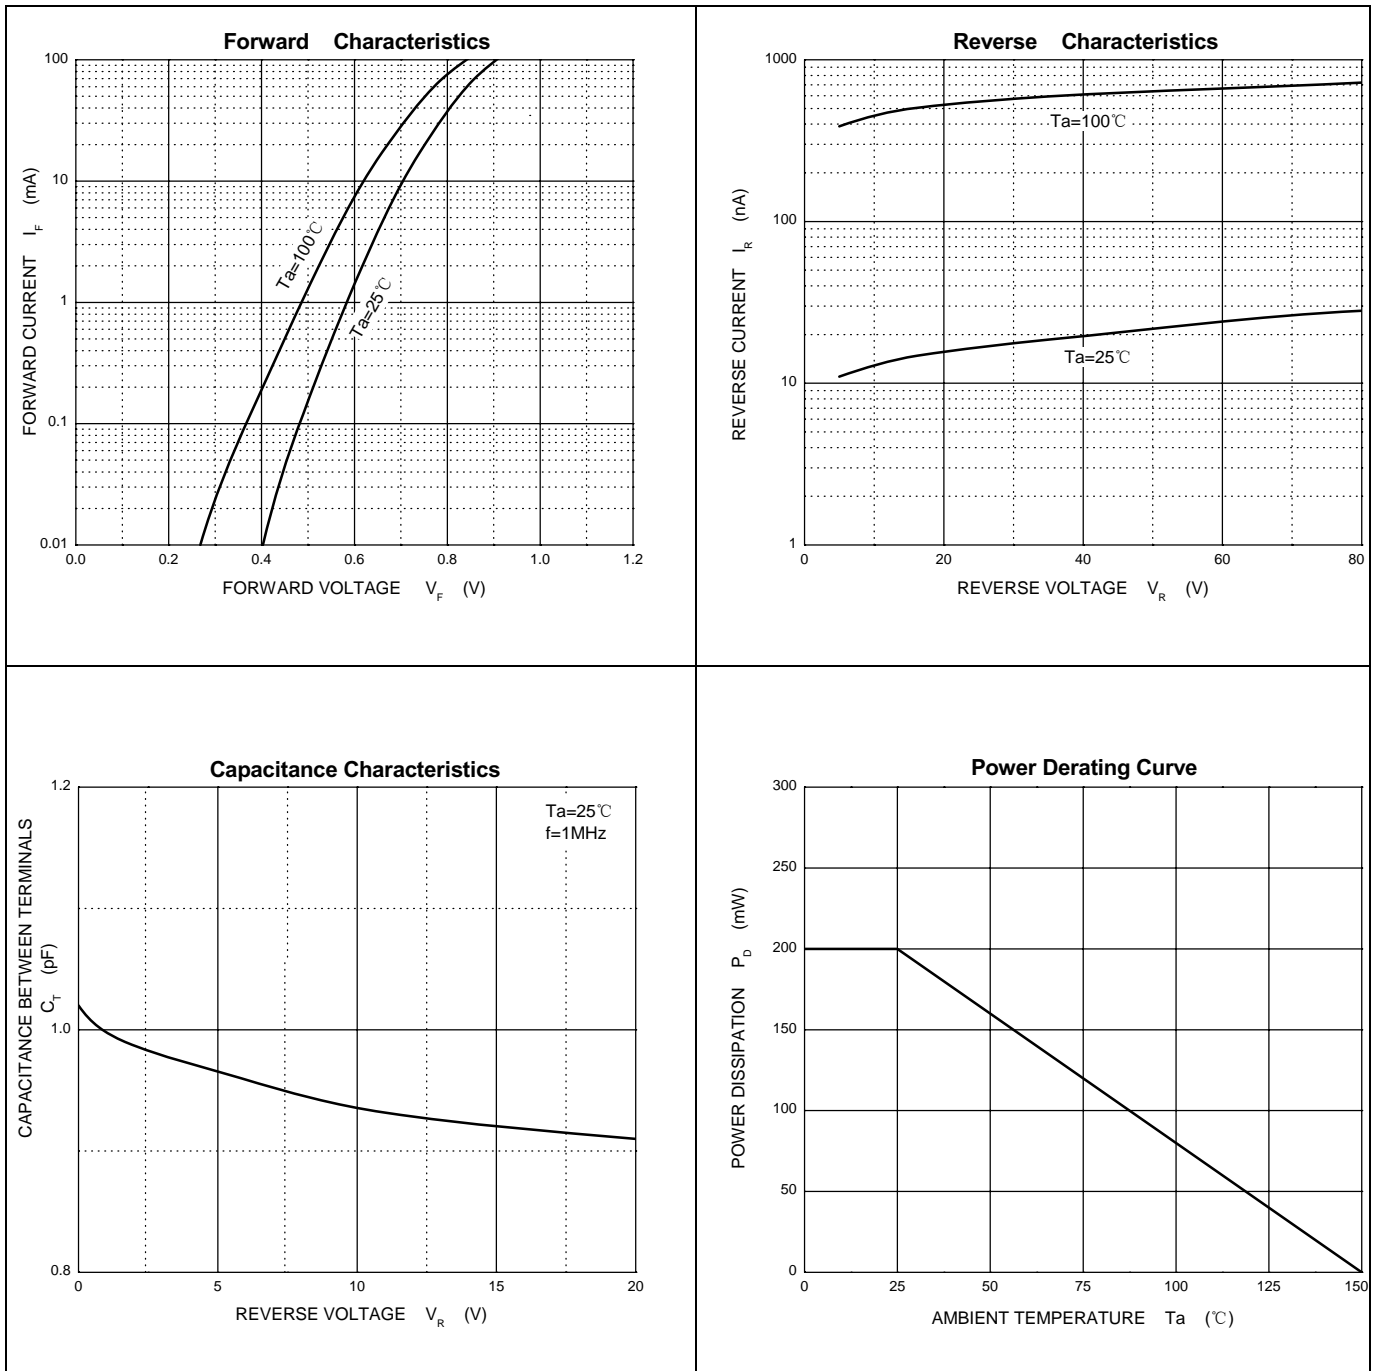 Forward Characteristics
100
10
1
0.1
0.01
0.0
0.2
0.4
0.6
0.8
1.0
1.2
FORWARD CURRENT I_F (mA)
Ta=100℃
Ta=25℃
FORWARD VOLTAGE V_F (V)
Reverse Characteristics
1000
100
10
1
0
20
40
60
80
REVERSE CURRENT I_R (nA)
Ta=100℃
Ta=25℃
REVERSE VOLTAGE V_R (V)
Capacitance Characteristics
1.2
1.0
0.8
0
5
10
15
20
Ta=25℃
f=1MHz
CAPACITANCE BETWEEN TERMINALS
C_T (pF)
REVERSE VOLTAGE V_R (V)
Power Derating Curve
300
250
200
150
100
50
0
0
25
50
75
100
125
150
POWER DISSIPATION P_D (mW)
AMBIENT TEMPERATURE Ta (℃)